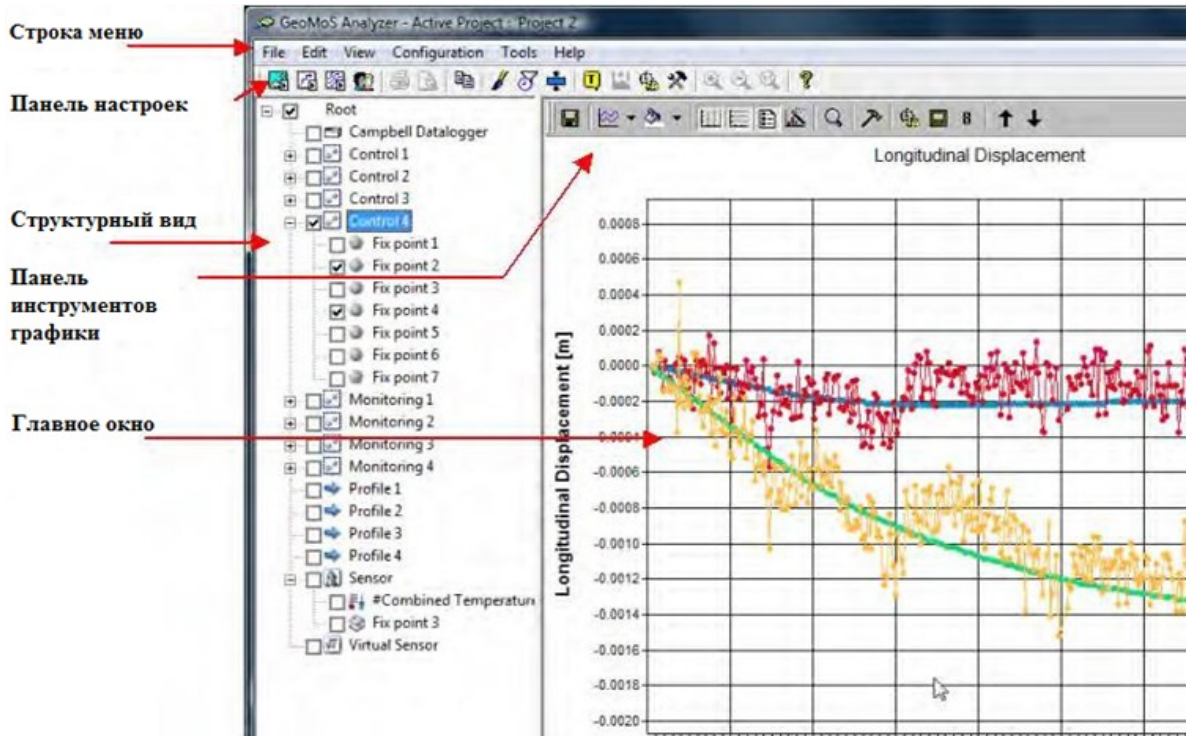 GeoMoS Analyzer - Active Project : Project 2
Строка меню
File Edit View Configuration Tools Help
Панель настроек
Root
Campbell Datalogger
Control 1
Control 2
Control 3
Control 4
Fix point 1
Fix point 2
Fix point 3
Fix point 4
Fix point 5
Fix point 6
Fix point 7
Monitoring 1
Monitoring 2
Monitoring 3
Monitoring 4
Profile 1
Profile 2
Profile 3
Profile 4
Sensor
#Combined Temperature
Fix point 3
Virtual Sensor
Структурный вид
Панель
инструментов
графики
Главное окно
8
Longitudinal Displacement
Longitudinal Displacement [m]
0.0008
0.0006
0.0004
0.0002
0.0000
-0.0002
-0.0004
-0.0006
-0.0008
-0.0010
-0.0012
-0.0014
-0.0016
-0.0018
-0.0020